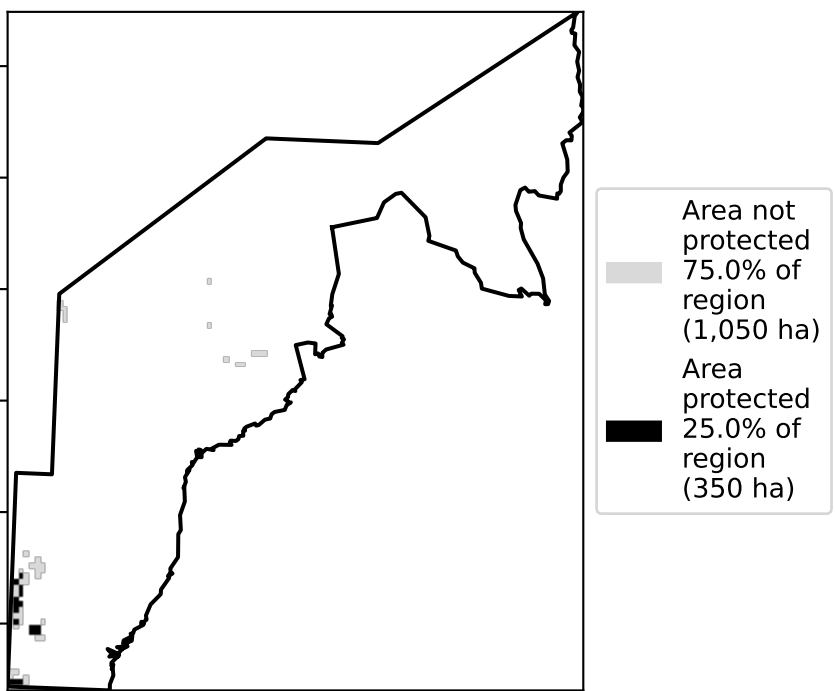 Area not
protected
75.0% of
region
(1,050 ha)
Area
protected
25.0% of
region
(350 ha)